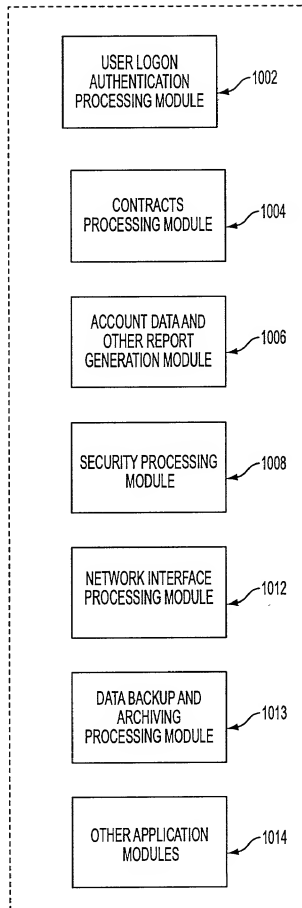 USER LOGON
AUTHENTICATION
PROCESSING MODULE
1002
CONTRACTS
PROCESSING MODULE
1004
ACCOUNT DATA AND
OTHER REPORT
GENERATION MODULE
1006
SECURITY PROCESSING
MODULE
1008
NETWORK INTERFACE
PROCESSING MODULE
1012
DATA BACKUP AND
ARCHIVING
PROCESSING MODULE
1013
OTHER APPLICATION
MODULES
1014